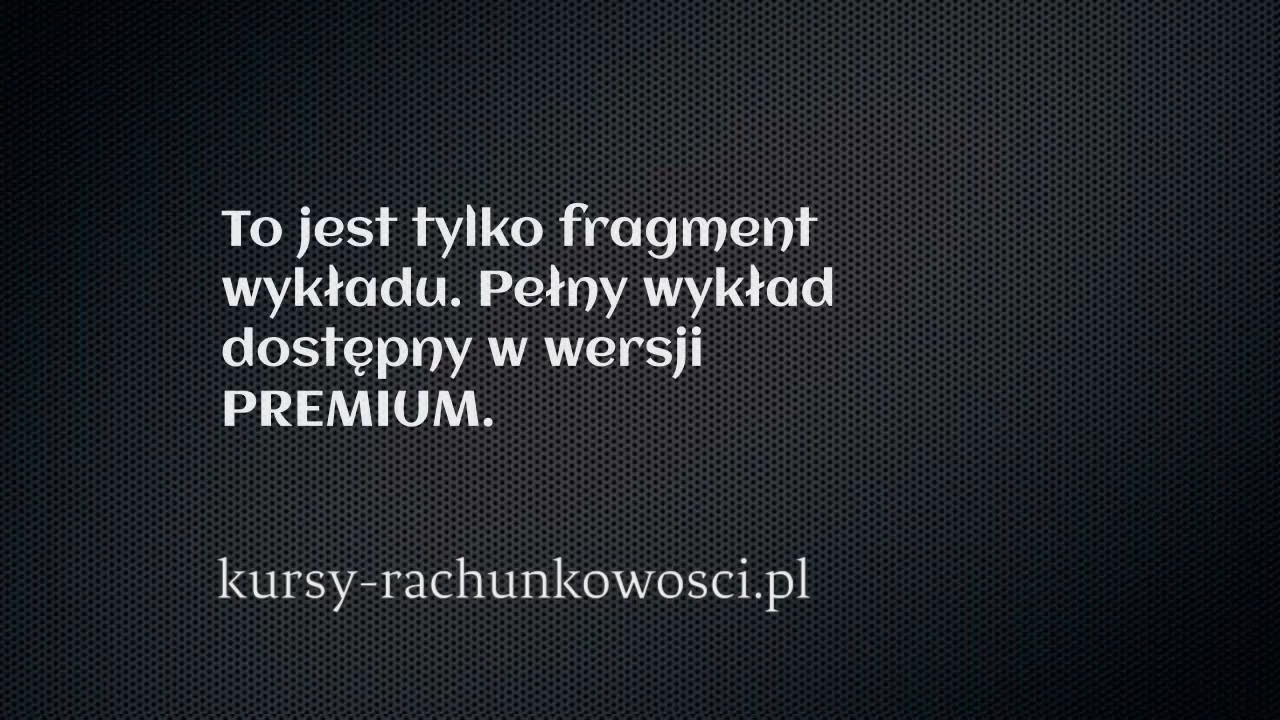 To jest tylko fragment
wykładu. Pełny wykład
dostępny w wersji
PREMIUM.
kursy-rachunkowosci.pl